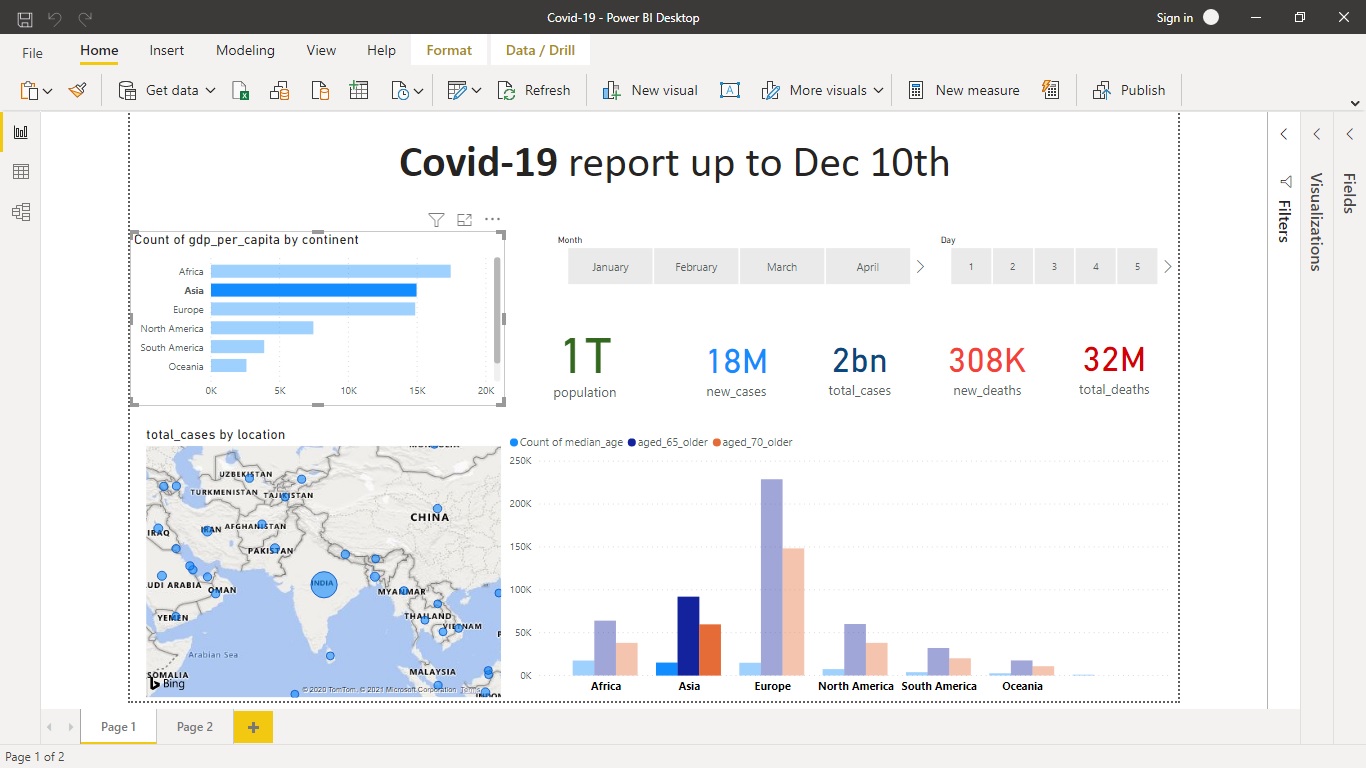 Covid-19 - Power BI Desktop
Sign in
File
Home
Insert
Modeling
View
Help
Format
Data / Drill
Get data
Refresh
New visual
More visuals
New measure
Publish
Covid-19 report up to Dec 10th
Count of gdp_per_capita by continent
Africa
Asia
Europe
North America
South America
Oceania
0K 5K 10K 15K 20K
Month
January February March April
Day
1 2 3 4 5
1T
population
18M
new_cases
2bn
total_cases
308K
new_deaths
32M
total_deaths
total_cases by location
UZBEKISTAN
TURKMENISTAN
TAJIKISTAN
CHINA
IRAQ
IRAN
AFGHANISTAN
PAKISTAN
UDI ARABIA
OMAN
INDIA
MYANMAR
YEMEN
THAILAND
VIETNAM
Arabian Sea
SOMALIA
MALAYSIA
INDON
Bing
© 2020 TomTom, © 2021 Microsoft Corporation Terms
Count of median_age aged_65_older aged_70_older
250K
200K
150K
100K
50K
0K
Africa Asia Europe North America South America Oceania
Filters
Visualizations
Fields
Page 1
Page 2
Page 1 of 2